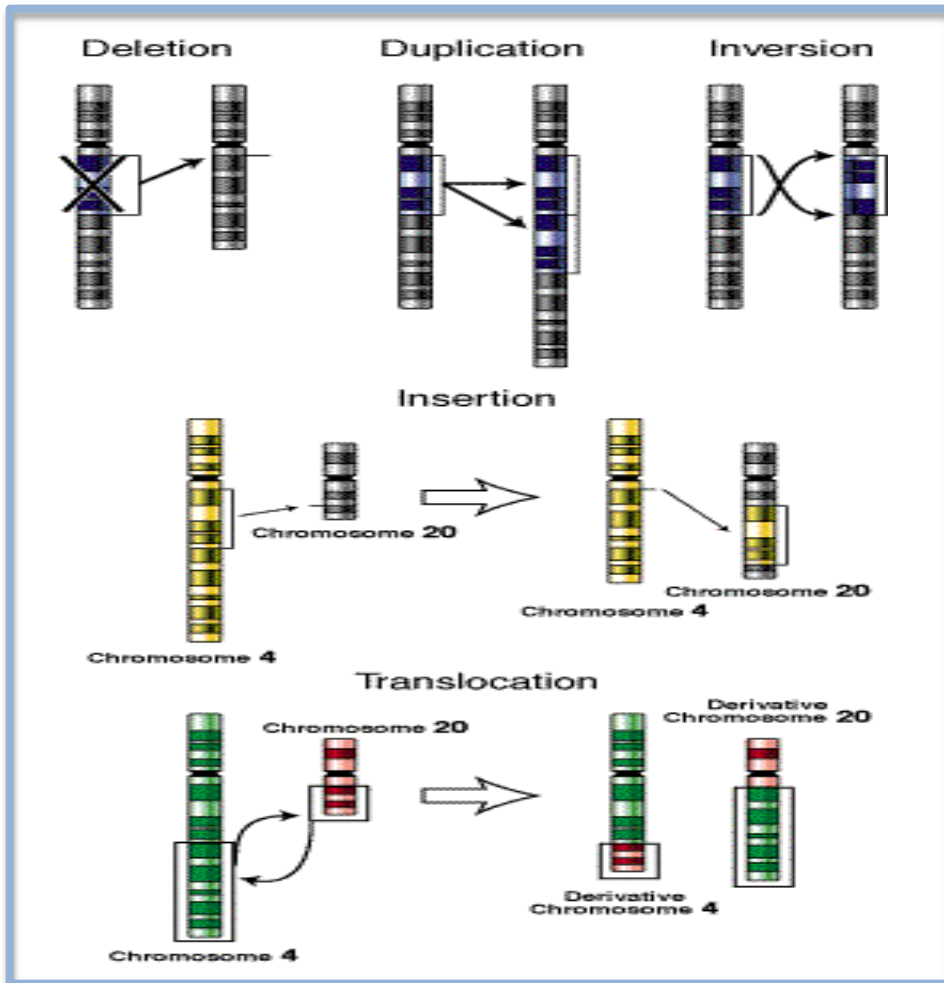 Deletion
Duplication
Inversion
Insertion
Chromosome 20
Chromosome 4
Chromosome 20
Chromosome 4
Translocation
Chromosome 20
Chromosome 4
Derivative
Chromosome 20
Derivative
Chromosome 4